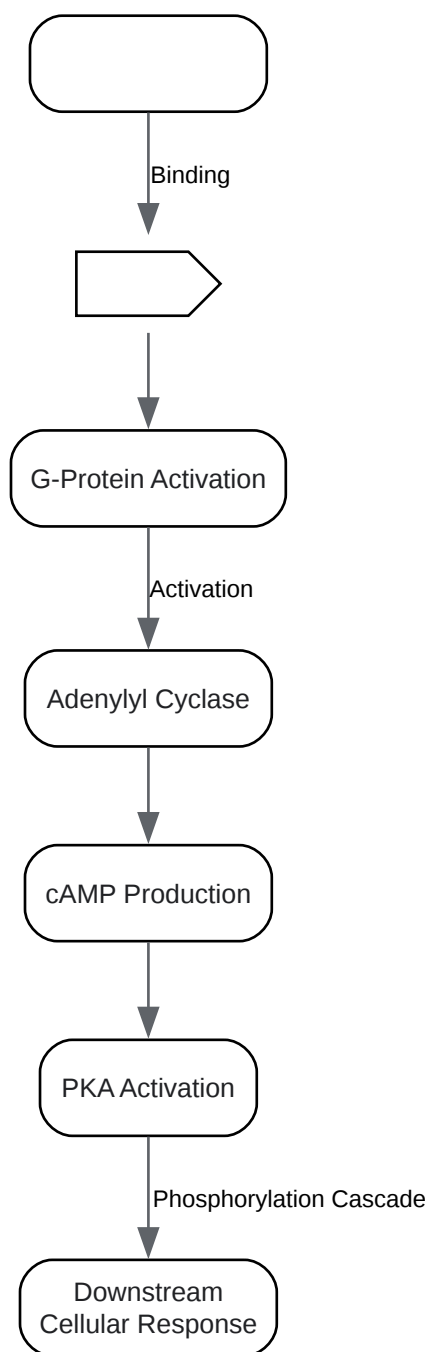 Binding
G-Protein Activation
Activation
Adenylyl Cyclase
cAMP Production
PKA Activation
Phosphorylation Cascade
Downstream
Cellular Response